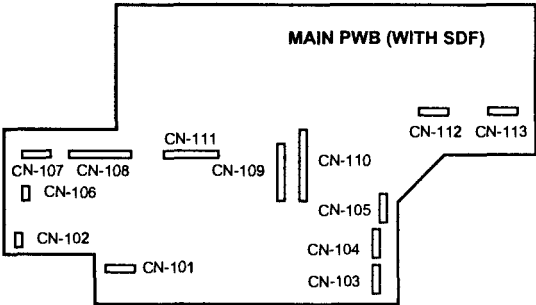 MAIN PWB (WITH SDF)
CN-112 CN-113
CN-111
CN-107 CN-108 CN-109 CN-110
CN-106
CN-105
CN-102
CN-104
CN-101
CN-103